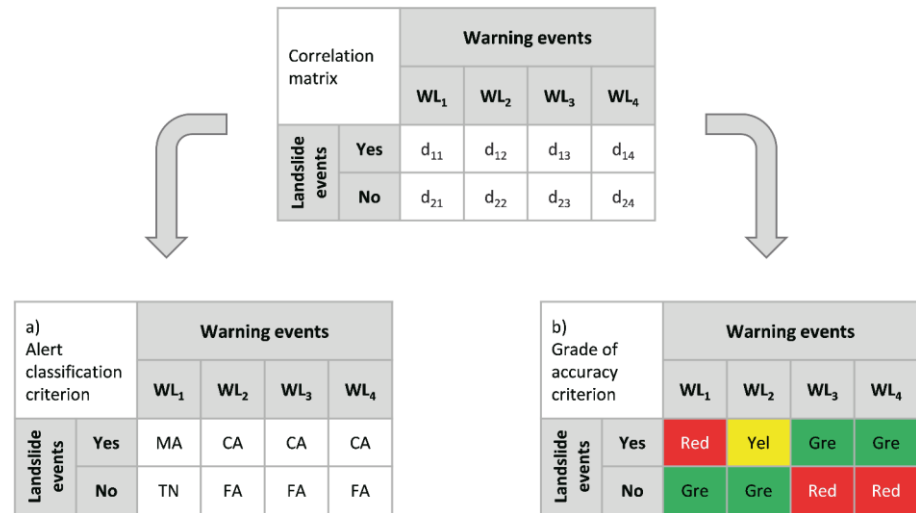 Correlation
matrix
Warning events
WL₁ WL₂ WL₃ WL₄
Landslide
events
Yes d₁₁ d₁₂ d₁₃ d₁₄
No d₂₁ d₂₂ d₂₃ d₂₄
a)
Alert
classification
criterion
Warning events
WL₁ WL₂ WL₃ WL₄
Landslide
events
Yes MA CA CA CA
No TN FA FA FA
b)
Grade of
accuracy
criterion
Warning events
WL₁ WL₂ WL₃ WL₄
Landslide
events
Yes Red Yel Gre Gre
No Gre Gre Red Red